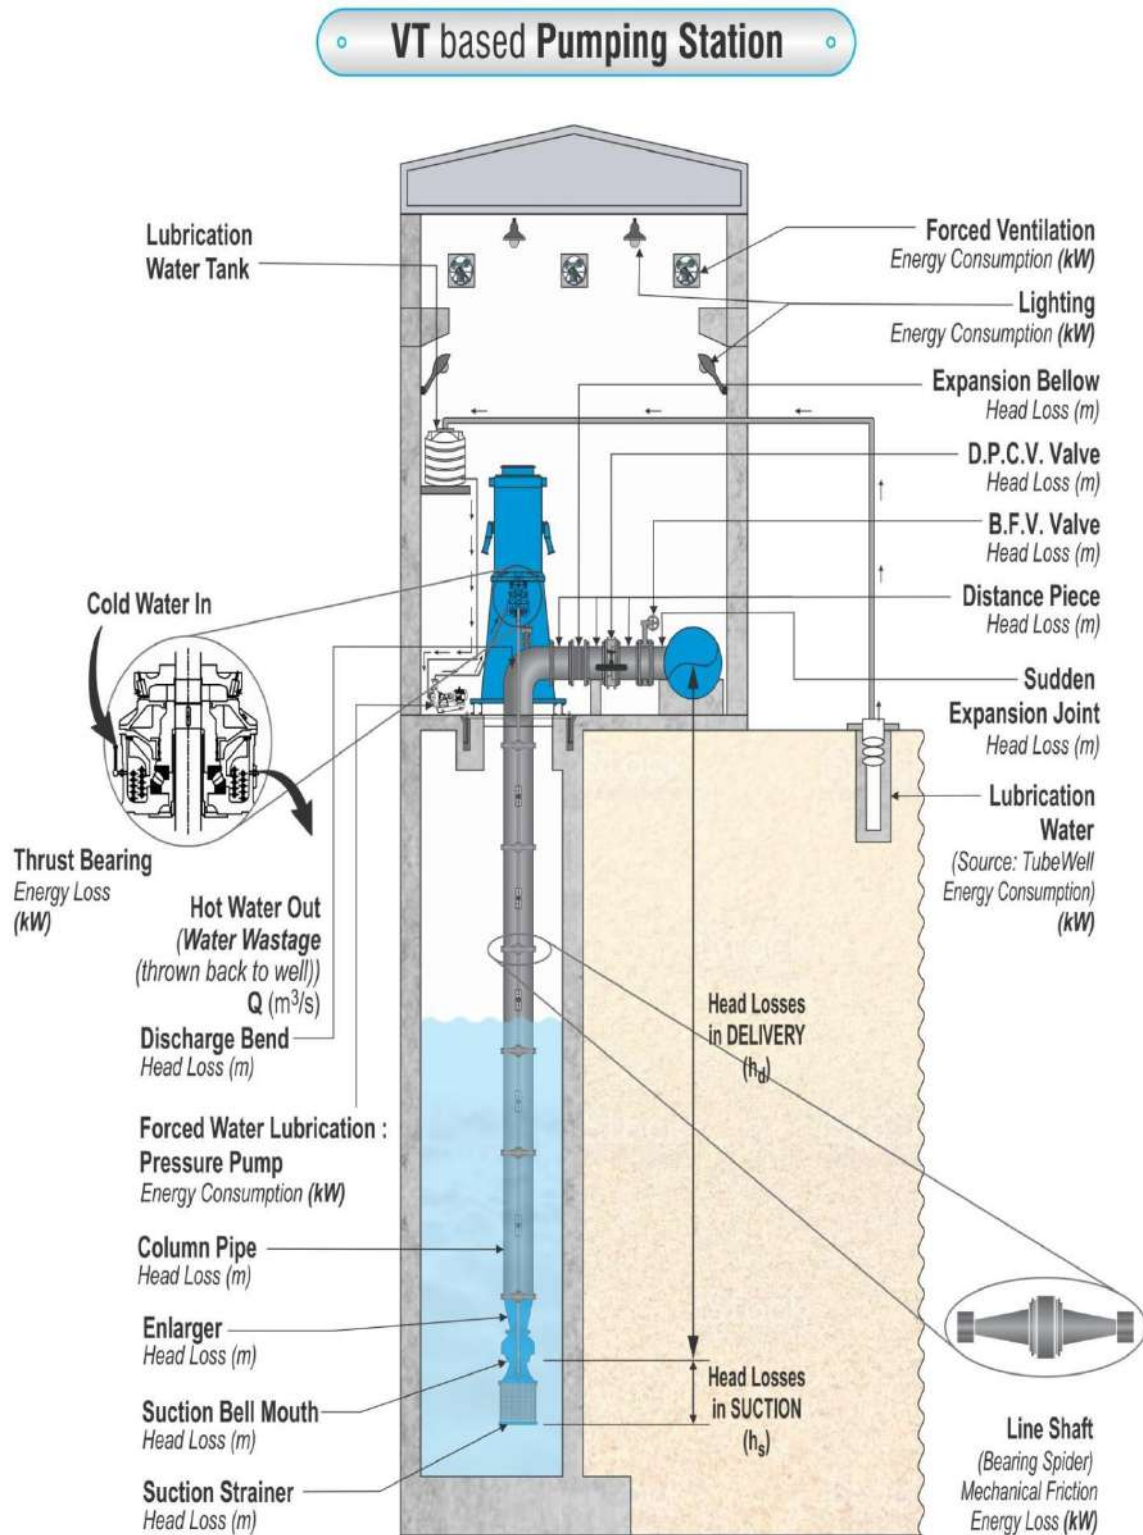 VT based Pumping Station
Lubrication
Water Tank
Forced Ventilation
Energy Consumption (kW)
Lighting
Energy Consumption (kW)
Expansion Bellow
Head Loss (m)
D.P.C.V. Valve
Head Loss (m)
B.F.V. Valve
Head Loss (m)
Distance Piece
Head Loss (m)
Sudden
Expansion Joint
Head Loss (m)
Lubrication
Water
(Source: TubeWell
Energy Consumption)
(kW)
Cold Water In
Thrust Bearing
Energy Loss
(kW)
Hot Water Out
(Water Wastage
(thrown back to well))
Q (m³/s)
Discharge Bend
Head Loss (m)
Forced Water Lubrication :
Pressure Pump
Energy Consumption (kW)
Column Pipe
Head Loss (m)
Enlarger
Head Loss (m)
Suction Bell Mouth
Head Loss (m)
Suction Strainer
Head Loss (m)
Head Losses
in DELIVERY
(hd)
Head Losses
in SUCTION
(hs)
Line Shaft
(Bearing Spider)
Mechanical Friction
Energy Loss (kW)